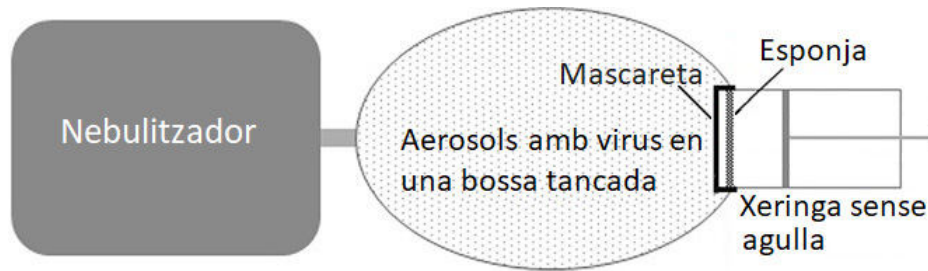 Nebulitzador
Mascareta
Esponja
Aerosols amb virus en
una bossa tancada
Xeringa sense
agulla